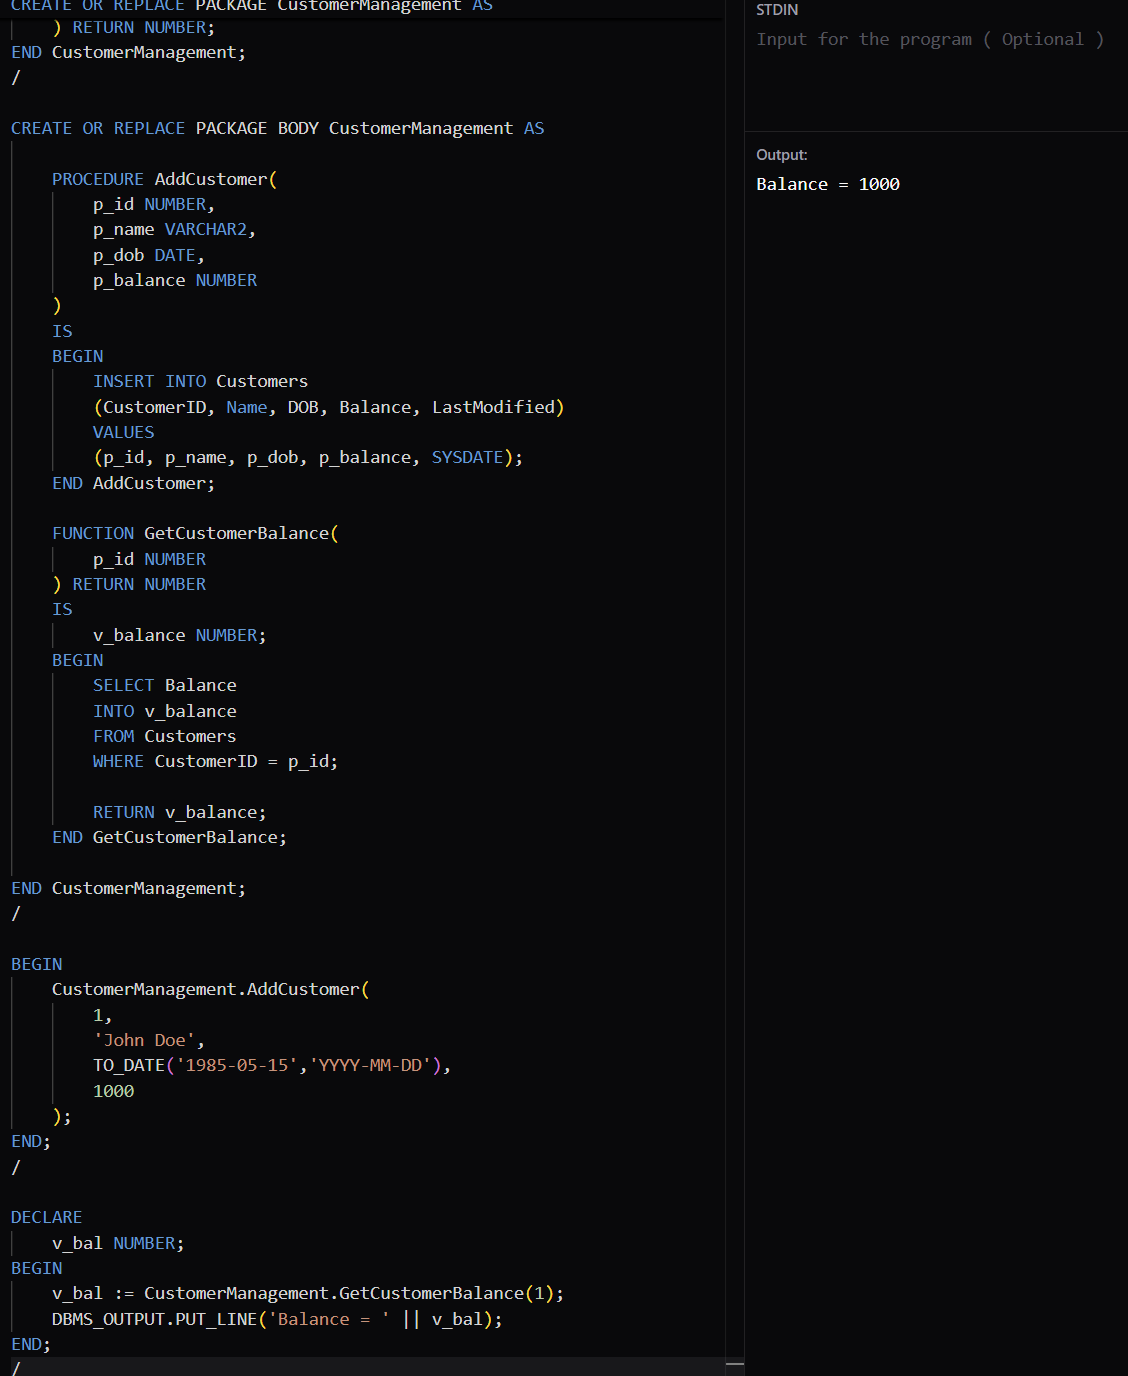 CREATE OR REPLACE PACKAGE CustomerManagement AS
    ) RETURN NUMBER;
END CustomerManagement;
/

CREATE OR REPLACE PACKAGE BODY CustomerManagement AS

    PROCEDURE AddCustomer(
        p_id NUMBER,
        p_name VARCHAR2,
        p_dob DATE,
        p_balance NUMBER
    )
    IS
    BEGIN
        INSERT INTO Customers
        (CustomerID, Name, DOB, Balance, LastModified)
        VALUES
        (p_id, p_name, p_dob, p_balance, SYSDATE);
    END AddCustomer;

    FUNCTION GetCustomerBalance(
        p_id NUMBER
    ) RETURN NUMBER
    IS
        v_balance NUMBER;
    BEGIN
        SELECT Balance
        INTO v_balance
        FROM Customers
        WHERE CustomerID = p_id;

        RETURN v_balance;
    END GetCustomerBalance;

END CustomerManagement;
/

BEGIN
    CustomerManagement.AddCustomer(
        1,
        'John Doe',
        TO_DATE('1985-05-15','YYYY-MM-DD'),
        1000
    );
END;
/

DECLARE
    v_bal NUMBER;
BEGIN
    v_bal := CustomerManagement.GetCustomerBalance(1);
    DBMS_OUTPUT.PUT_LINE('Balance = ' || v_bal);
END;
/
STDIN
Input for the program ( Optional )
Output:
Balance = 1000